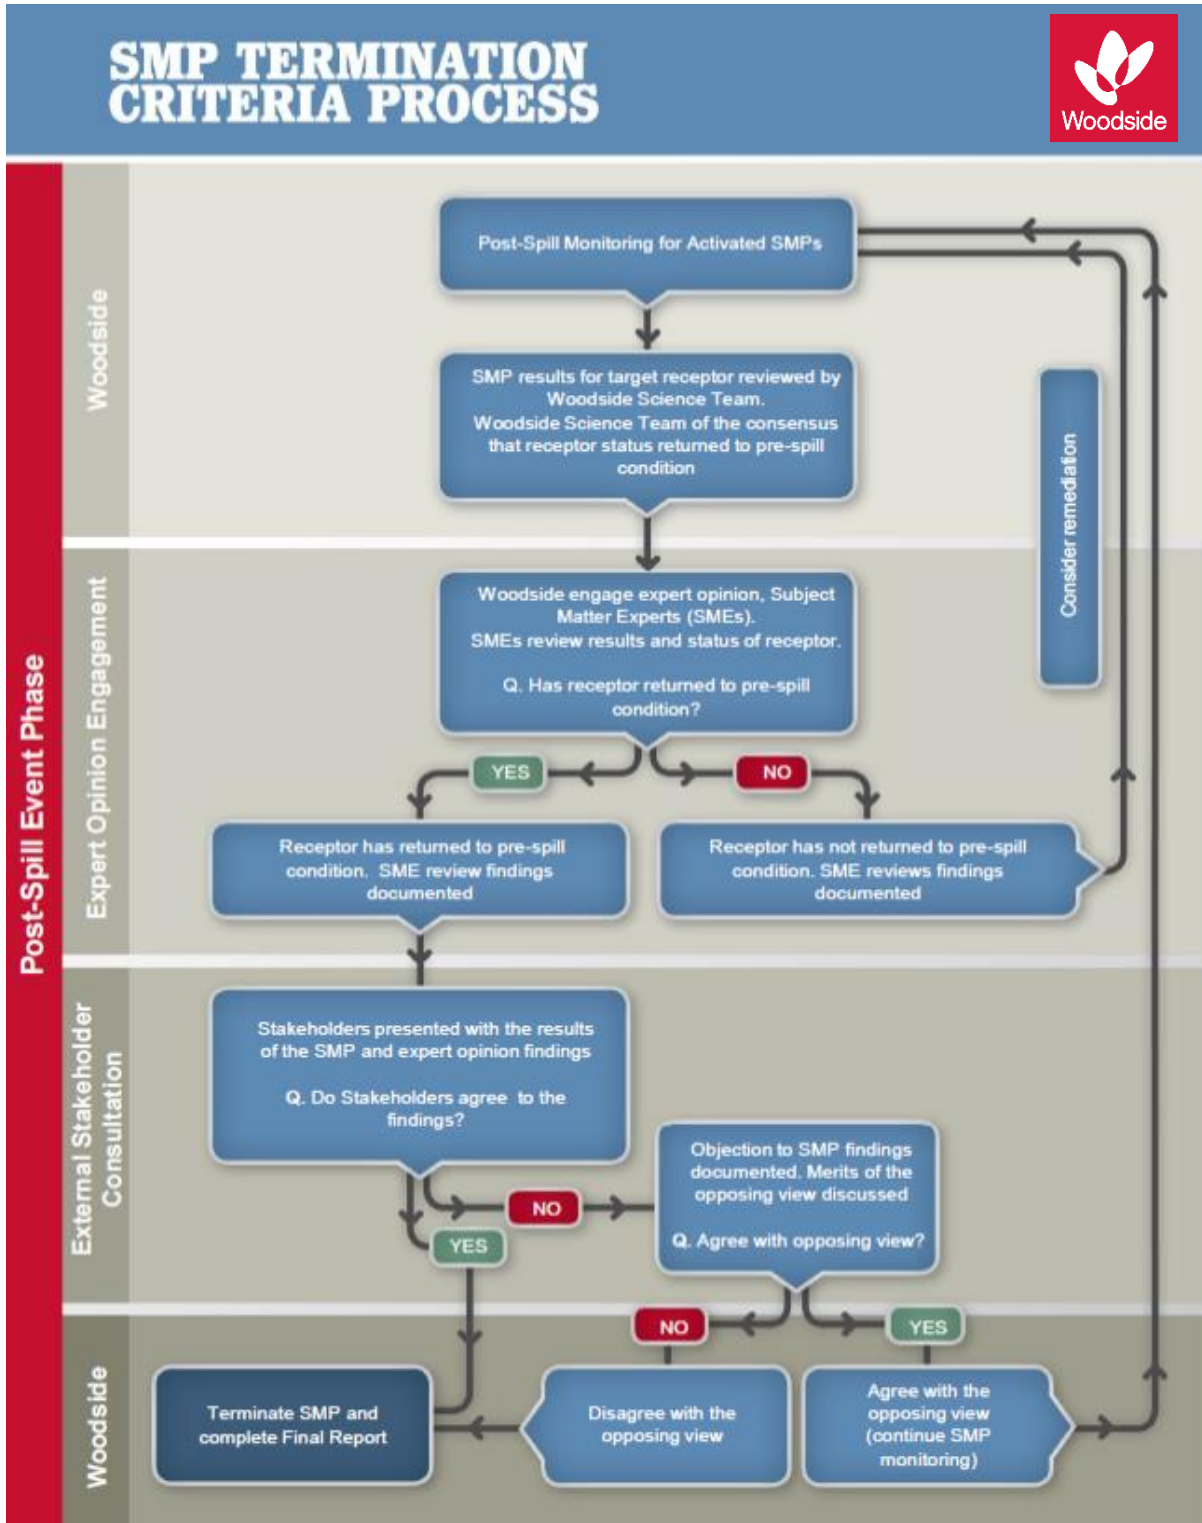 SMP TERMINATION
CRITERIA PROCESS
Woodside
Post-Spill Event Phase
Woodside
Post-Spill Monitoring for Activated SMPs
SMP results for target receptor reviewed by
Woodside Science Team.
Woodside Science Team of the consensus
that receptor status returned to pre-spill
condition
Consider remediation
Expert Opinion Engagement
Woodside engage expert opinion, Subject
Matter Experts (SMEs).
SMEs review results and status of receptor.
Q. Has receptor returned to pre-spill
condition?
YES
NO
Receptor has returned to pre-spill
condition. SME review findings
documented
Receptor has not returned to pre-spill
condition. SME reviews findings
documented
External Stakeholder
Consultation
Stakeholders presented with the results
of the SMP and expert opinion findings
Q. Do Stakeholders agree to the
findings?
NO
YES
Objection to SMP findings
documented. Merits of the
opposing view discussed
Q. Agree with opposing view?
NO
YES
Woodside
Terminate SMP and
complete Final Report
Disagree with the
opposing view
Agree with the
opposing view
(continue SMP
monitoring)